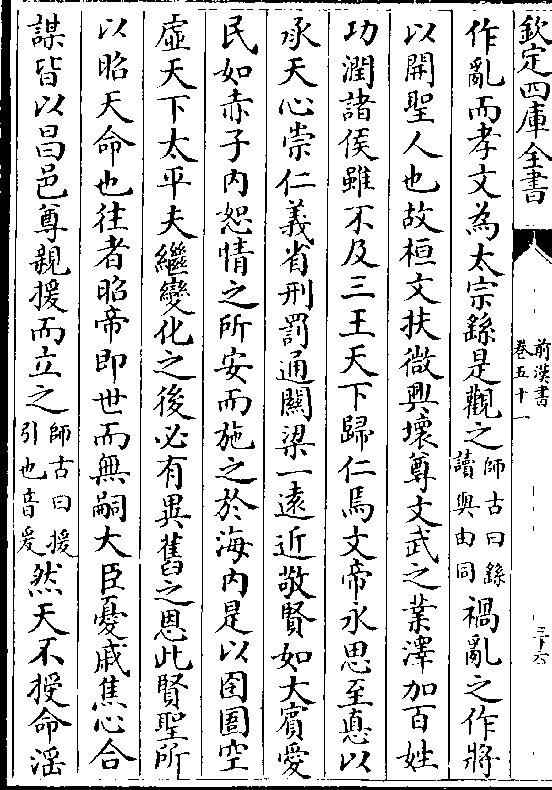 欽定四庫全書
前漢書
卷五十一
三十六
作亂而孝文為太宗繇是觀之師古曰繇
讀與由同禍亂之作將
以開聖人也故桓文扶微興壞尊文武之業澤加百姓
功潤諸侯雖不及三王天下歸仁焉文帝永思至悳以
承天心崇仁義省刑罰通關梁一遠近敬賢如大賓愛
民如赤子內恕情之所安而施之於海內是以囹圄空
虛天下太平夫繼變化之後必有異舊之恩此賢聖所
以昭天命也往者昭帝即世而無嗣大臣憂戚焦心合
謀皆以昌邑尊親援而立之師古曰援
引也音爰然天不授命淫